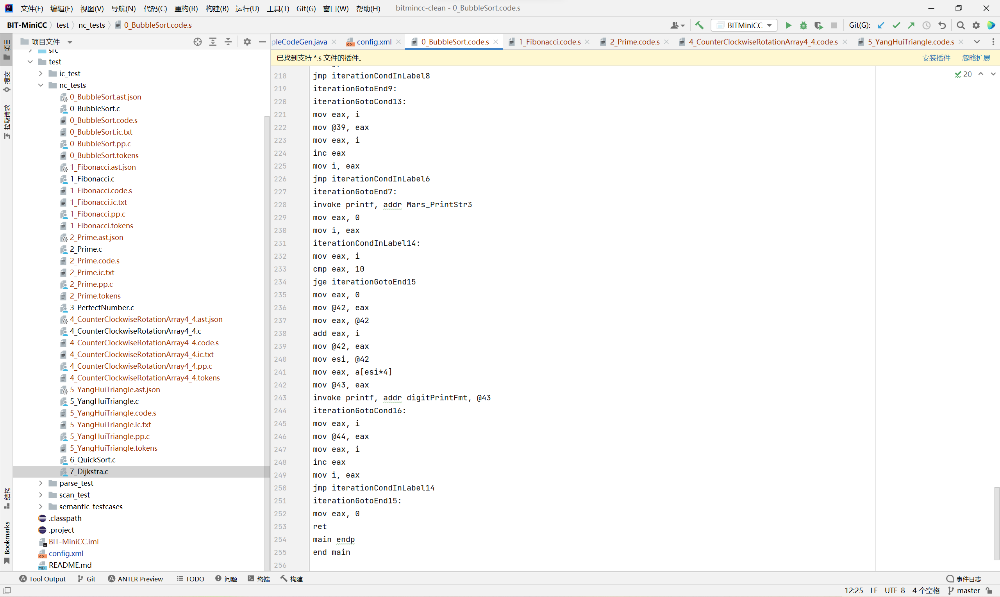 文件(F) 编辑(E) 视图(V) 导航(N) 代码(C) 重构(R) 构建(B) 运行(U) 工具(T) Git(G) 窗口(W) 帮助(H) bitmincc-clean - 0_BubbleSort.code.s
BIT-MiniCC test nc_tests 0_BubbleSort.code.s BITMiniCC Git(G):
项目文件
pleCodeGen.java config.xml 0_BubbleSort.code.s 1_Fibonacci.code.s 2_Prime.code.s 4_CounterClockwiseRotationArray4_4.code.s 5_YangHuiTriangle.code.s
已找到支持 *.s 文件的插件。 安装插件 忽略扩展
20
项目
提交
拉取请求
结构
Bookmarks
src
test
ic_test
nc_tests
0_BubbleSort.ast.json
0_BubbleSort.c
0_BubbleSort.code.s
0_BubbleSort.ic.txt
0_BubbleSort.pp.c
0_BubbleSort.tokens
1_Fibonacci.ast.json
1_Fibonacci.c
1_Fibonacci.code.s
1_Fibonacci.ic.txt
1_Fibonacci.pp.c
1_Fibonacci.tokens
2_Prime.ast.json
2_Prime.c
2_Prime.code.s
2_Prime.ic.txt
2_Prime.pp.c
2_Prime.tokens
3_PerfectNumber.c
4_CounterClockwiseRotationArray4_4.ast.json
4_CounterClockwiseRotationArray4_4.c
4_CounterClockwiseRotationArray4_4.code.s
4_CounterClockwiseRotationArray4_4.ic.txt
4_CounterClockwiseRotationArray4_4.pp.c
4_CounterClockwiseRotationArray4_4.tokens
5_YangHuiTriangle.ast.json
5_YangHuiTriangle.c
5_YangHuiTriangle.code.s
5_YangHuiTriangle.ic.txt
5_YangHuiTriangle.pp.c
5_YangHuiTriangle.tokens
6_QuickSort.c
7_Dijkstra.c
parse_test
scan_test
semantic_testcases
.classpath
.project
BIT-MiniCC.iml
config.xml
README.md
218 jmp iterationCondInLabel8
219 iterationGotoEnd9:
220 iterationGotoCond13:
221 mov eax, i
222 mov @39, eax
223 mov eax, i
224 inc eax
225 mov i, eax
226 jmp iterationCondInLabel6
227 iterationGotoEnd7:
228 invoke printf, addr Mars_PrintStr3
229 mov eax, 0
230 mov i, eax
231 iterationCondInLabel14:
232 mov eax, i
233 cmp eax, 10
234 jge iterationGotoEnd15
235 mov eax, 0
236 mov @42, eax
237 mov eax, @42
238 add eax, i
239 mov @42, eax
240 mov esi, @42
241 mov eax, a[esi*4]
242 mov @43, eax
243 invoke printf, addr digitPrintFmt, @43
244 iterationGotoCond16:
245 mov eax, i
246 mov @44, eax
247 mov eax, i
248 inc eax
249 mov i, eax
250 jmp iterationCondInLabel14
251 iterationGotoEnd15:
252 mov eax, 0
253 ret
254 main endp
255 end main
256
Tool Output Git ANTLR Preview TODO 问题 终端 构建 事件日志
12:25 LF UTF-8 4 个空格 master